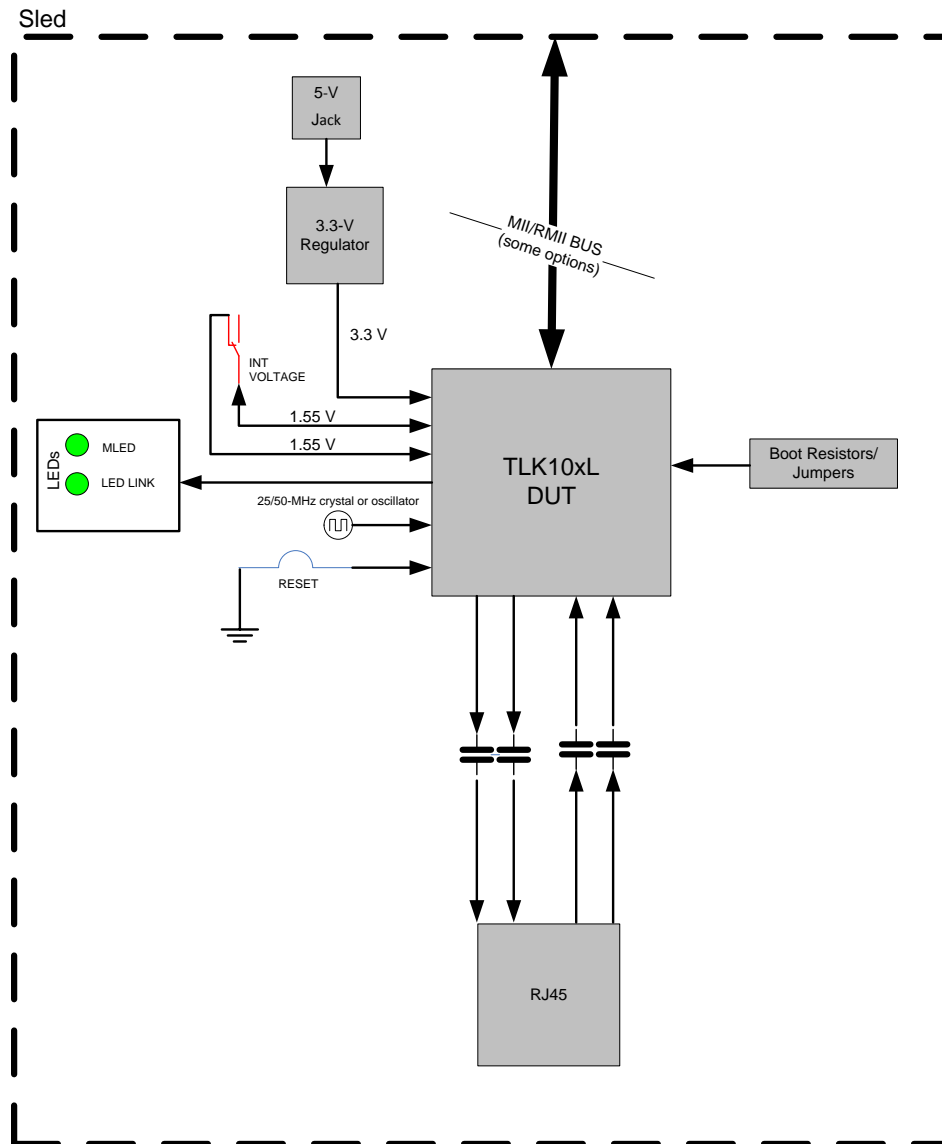 Sled
5-V
Jack
3.3-V
Regulator
MII/RMII BUS
(some options)
3.3 V
INT
VOLTAGE
1.55 V
1.55 V
LEDs
MLED
LED LINK
TLK10xL
DUT
Boot Resistors/
Jumpers
25/50-MHz crystal or oscillator
RESET
RJ45